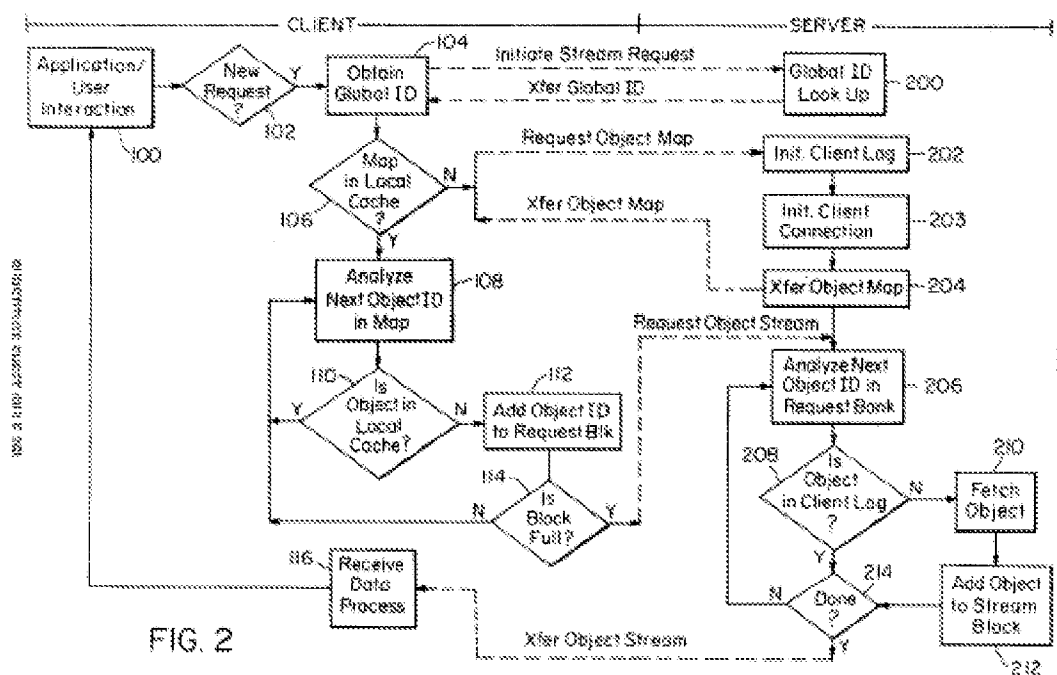 CLIENT
SERVER
Application/
User
Interaction
100
New
Request
?
Y
102
Obtain
Global ID
104
Initiate Stream Request
Xfer Global ID
Global ID
Look Up
200
Map
in Local
Cache
?
106
N
Y
Request Object Map
Xfer Object Map
Init. Client Log
202
Init. Client
Connection
203
Xfer Object Map
204
Analyze
Next Object ID
in Map
108
Request Object Stream
110
Is
Object in
Local
Cache?
Y
N
112
Add Object ID
to Request Blk
114
Is
Block
Full?
N
Y
Analyze Next
Object ID in
Request Bank
206
208
Is
Object
in Client Log
?
N
Y
210
Fetch
Object
Add Object
to Stream
Block
212
Done
?
214
N
Y
116
Receive
Data
Process
Xfer Object Stream
FIG. 2